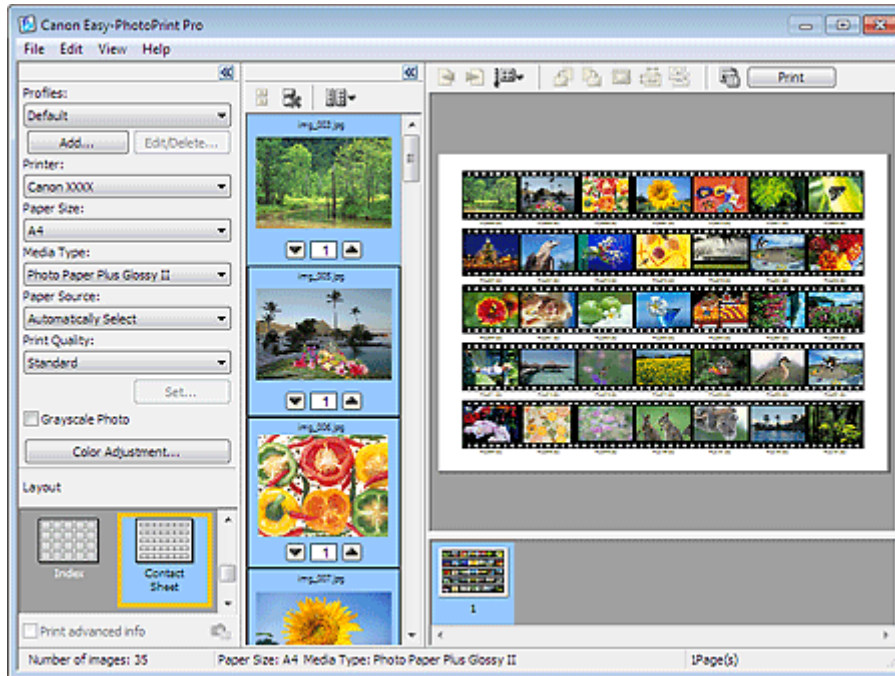 Canon Easy-PhotoPrint Pro
File Edit View Help
Profiles:
Default
Add... Edit/Delete...
Printer:
Canon XXXX
Paper Size:
A4
Media Type:
Photo Paper Plus Glossy II
Paper Source:
Automatically Select
Print Quality:
Standard
Set...
Grayscale Photo
Color Adjustment...
Layout
Index
Contact
Sheet
Print advanced info
img_003.jpg
1
img_005.jpg
1
img_006.jpg
1
img_007.jpg
Print
1
Number of images: 35
Paper Size: A4 Media Type: Photo Paper Plus Glossy II
1Page(s)